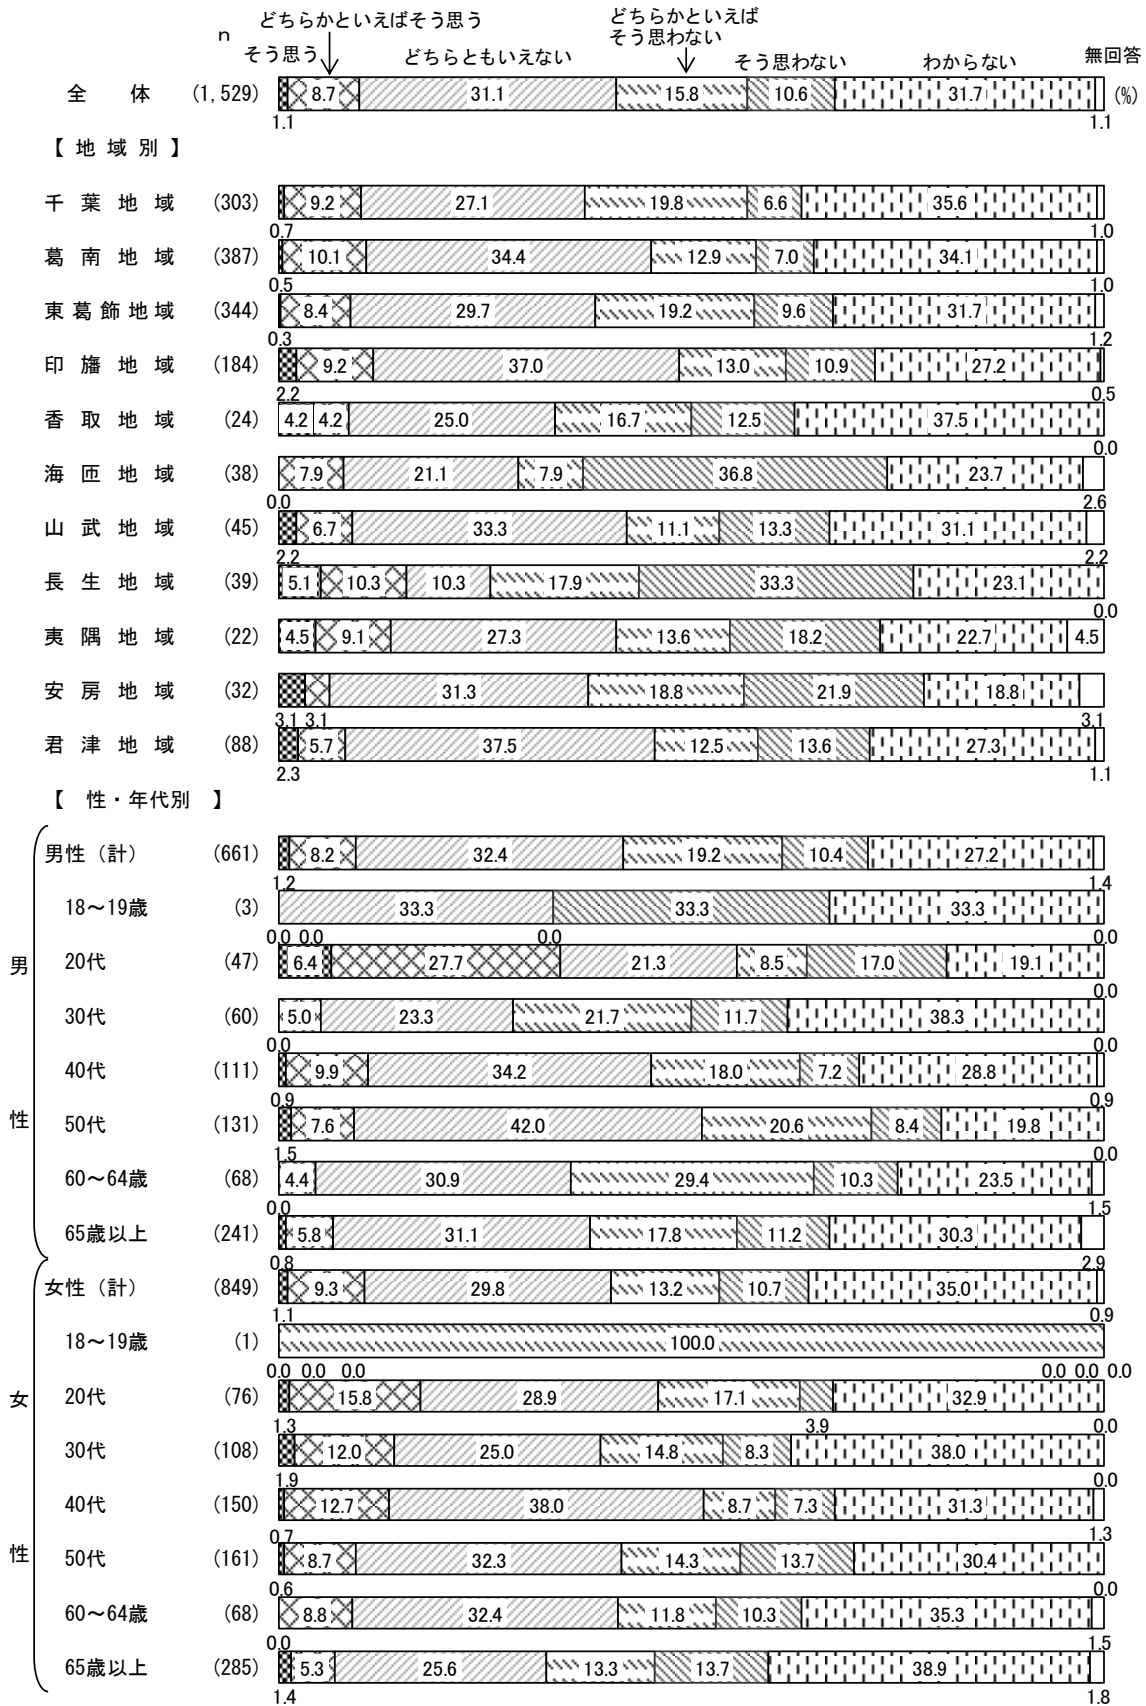 どちらかといえばそう思う
どちらかといえば
そう思わない
n
そう思う
どちらともいえない
そう思わない
わからない
無回答
全体 (1,529) 8.7 31.1 15.8 10.6 31.7 (%)
1.1 1.1
【地域別】
千葉地域 (303) 9.2 27.1 19.8 6.6 35.6
0.7 1.0
葛南地域 (387) 10.1 34.4 12.9 7.0 34.1
0.5 1.0
東葛飾地域 (344) 8.4 29.7 19.2 9.6 31.7
0.3 1.2
印旛地域 (184) 9.2 37.0 13.0 10.9 27.2
2.2 0.5
香取地域 (24) 4.2 4.2 25.0 16.7 12.5 37.5
0.0
海匝地域 (38) 7.9 21.1 7.9 36.8 23.7
0.0 2.6
山武地域 (45) 6.7 33.3 11.1 13.3 31.1
2.2 2.2
長生地域 (39) 5.1 10.3 10.3 17.9 33.3 23.1
0.0
夷隅地域 (22) 4.5 9.1 27.3 13.6 18.2 22.7 4.5
安房地域 (32) 31.3 18.8 21.9 18.8
3.1 3.1 3.1
君津地域 (88) 5.7 37.5 12.5 13.6 27.3
2.3 1.1
【性・年代別】
男性
男性（計） (661) 8.2 32.4 19.2 10.4 27.2
1.2 1.4
18～19歳 (3) 33.3 33.3 33.3
0.0 0.0 0.0 0.0
20代 (47) 6.4 27.7 21.3 8.5 17.0 19.1
0.0
30代 (60) 5.0 23.3 21.7 11.7 38.3
0.0 0.0
40代 (111) 9.9 34.2 18.0 7.2 28.8
0.9 0.9
50代 (131) 7.6 42.0 20.6 8.4 19.8
1.5 0.0
60～64歳 (68) 4.4 30.9 29.4 10.3 23.5
0.0 1.5
65歳以上 (241) 5.8 31.1 17.8 11.2 30.3
0.8 2.9
女性
女性（計） (849) 9.3 29.8 13.2 10.7 35.0
1.1 0.9
18～19歳 (1) 100.0
0.0 0.0 0.0 0.0 0.0 0.0
20代 (76) 15.8 28.9 17.1 32.9
1.3 3.9 0.0
30代 (108) 12.0 25.0 14.8 8.3 38.0
1.9 0.0
40代 (150) 12.7 38.0 8.7 7.3 31.3
0.7 1.3
50代 (161) 8.7 32.3 14.3 13.7 30.4
0.6 0.0
60～64歳 (68) 8.8 32.4 11.8 10.3 35.3
0.0 1.5
65歳以上 (285) 5.3 25.6 13.3 13.7 38.9
1.4 1.8